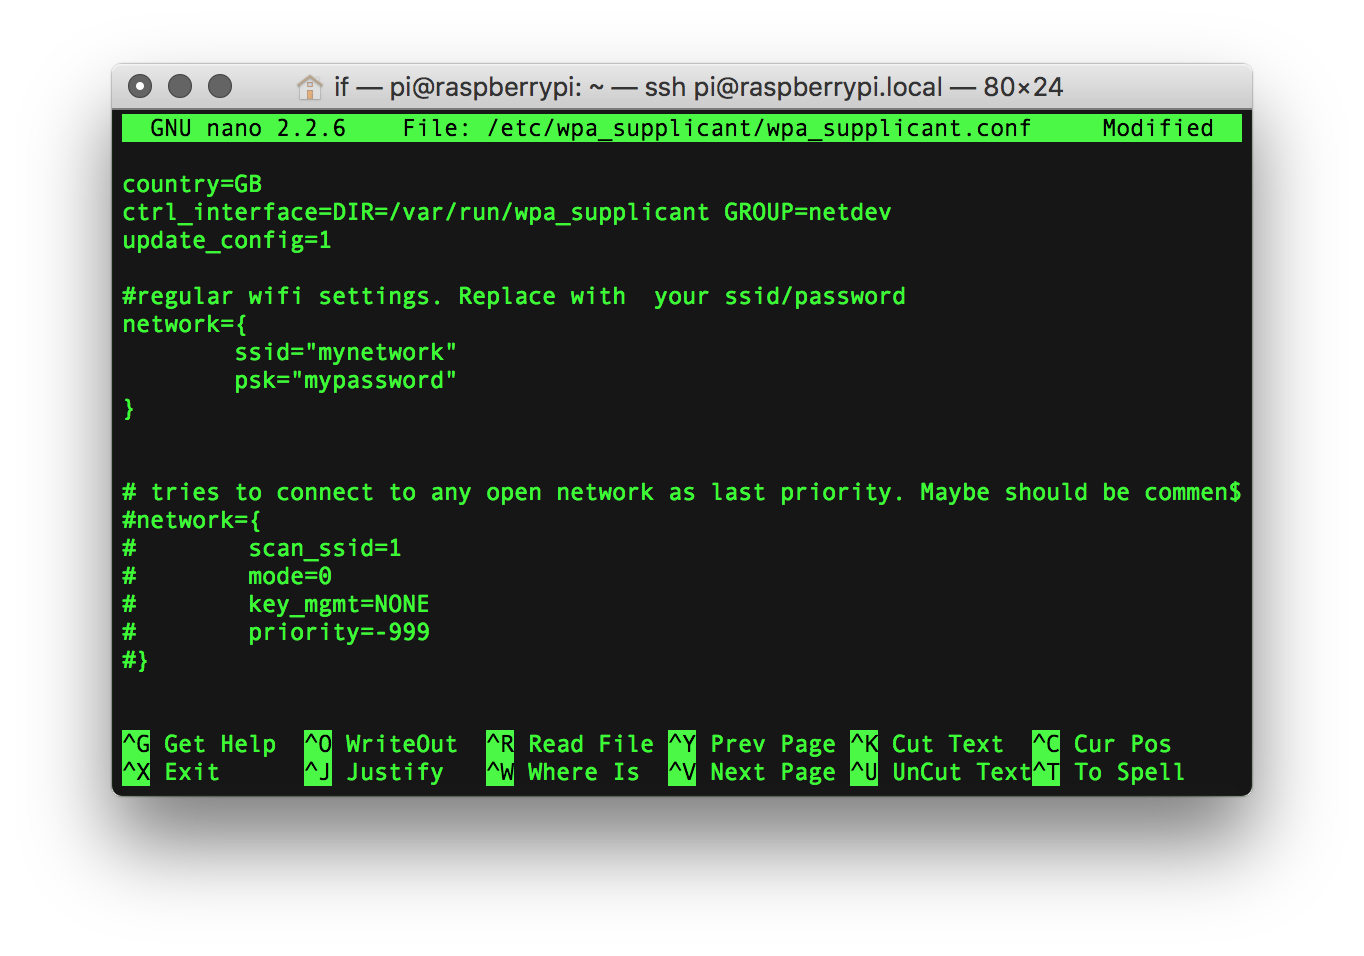 if — pi@raspberrypi: ~ — ssh pi@raspberrypi.local — 80×24
GNU nano 2.2.6 File: /etc/wpa_supplicant/wpa_supplicant.conf Modified
country=GB
ctrl_interface=DIR=/var/run/wpa_supplicant GROUP=netdev
update_config=1
#regular wifi settings. Replace with  your ssid/password
network={
        ssid="mynetwork"
        psk="mypassword"
}
# tries to connect to any open network as last priority. Maybe should be commen$
#network={
#        scan_ssid=1
#        mode=0
#        key_mgmt=NONE
#        priority=-999
#}
^G Get Help ^O WriteOut ^R Read File ^Y Prev Page ^K Cut Text ^C Cur Pos
^X Exit ^J Justify ^W Where Is ^V Next Page ^U UnCut Text ^T To Spell